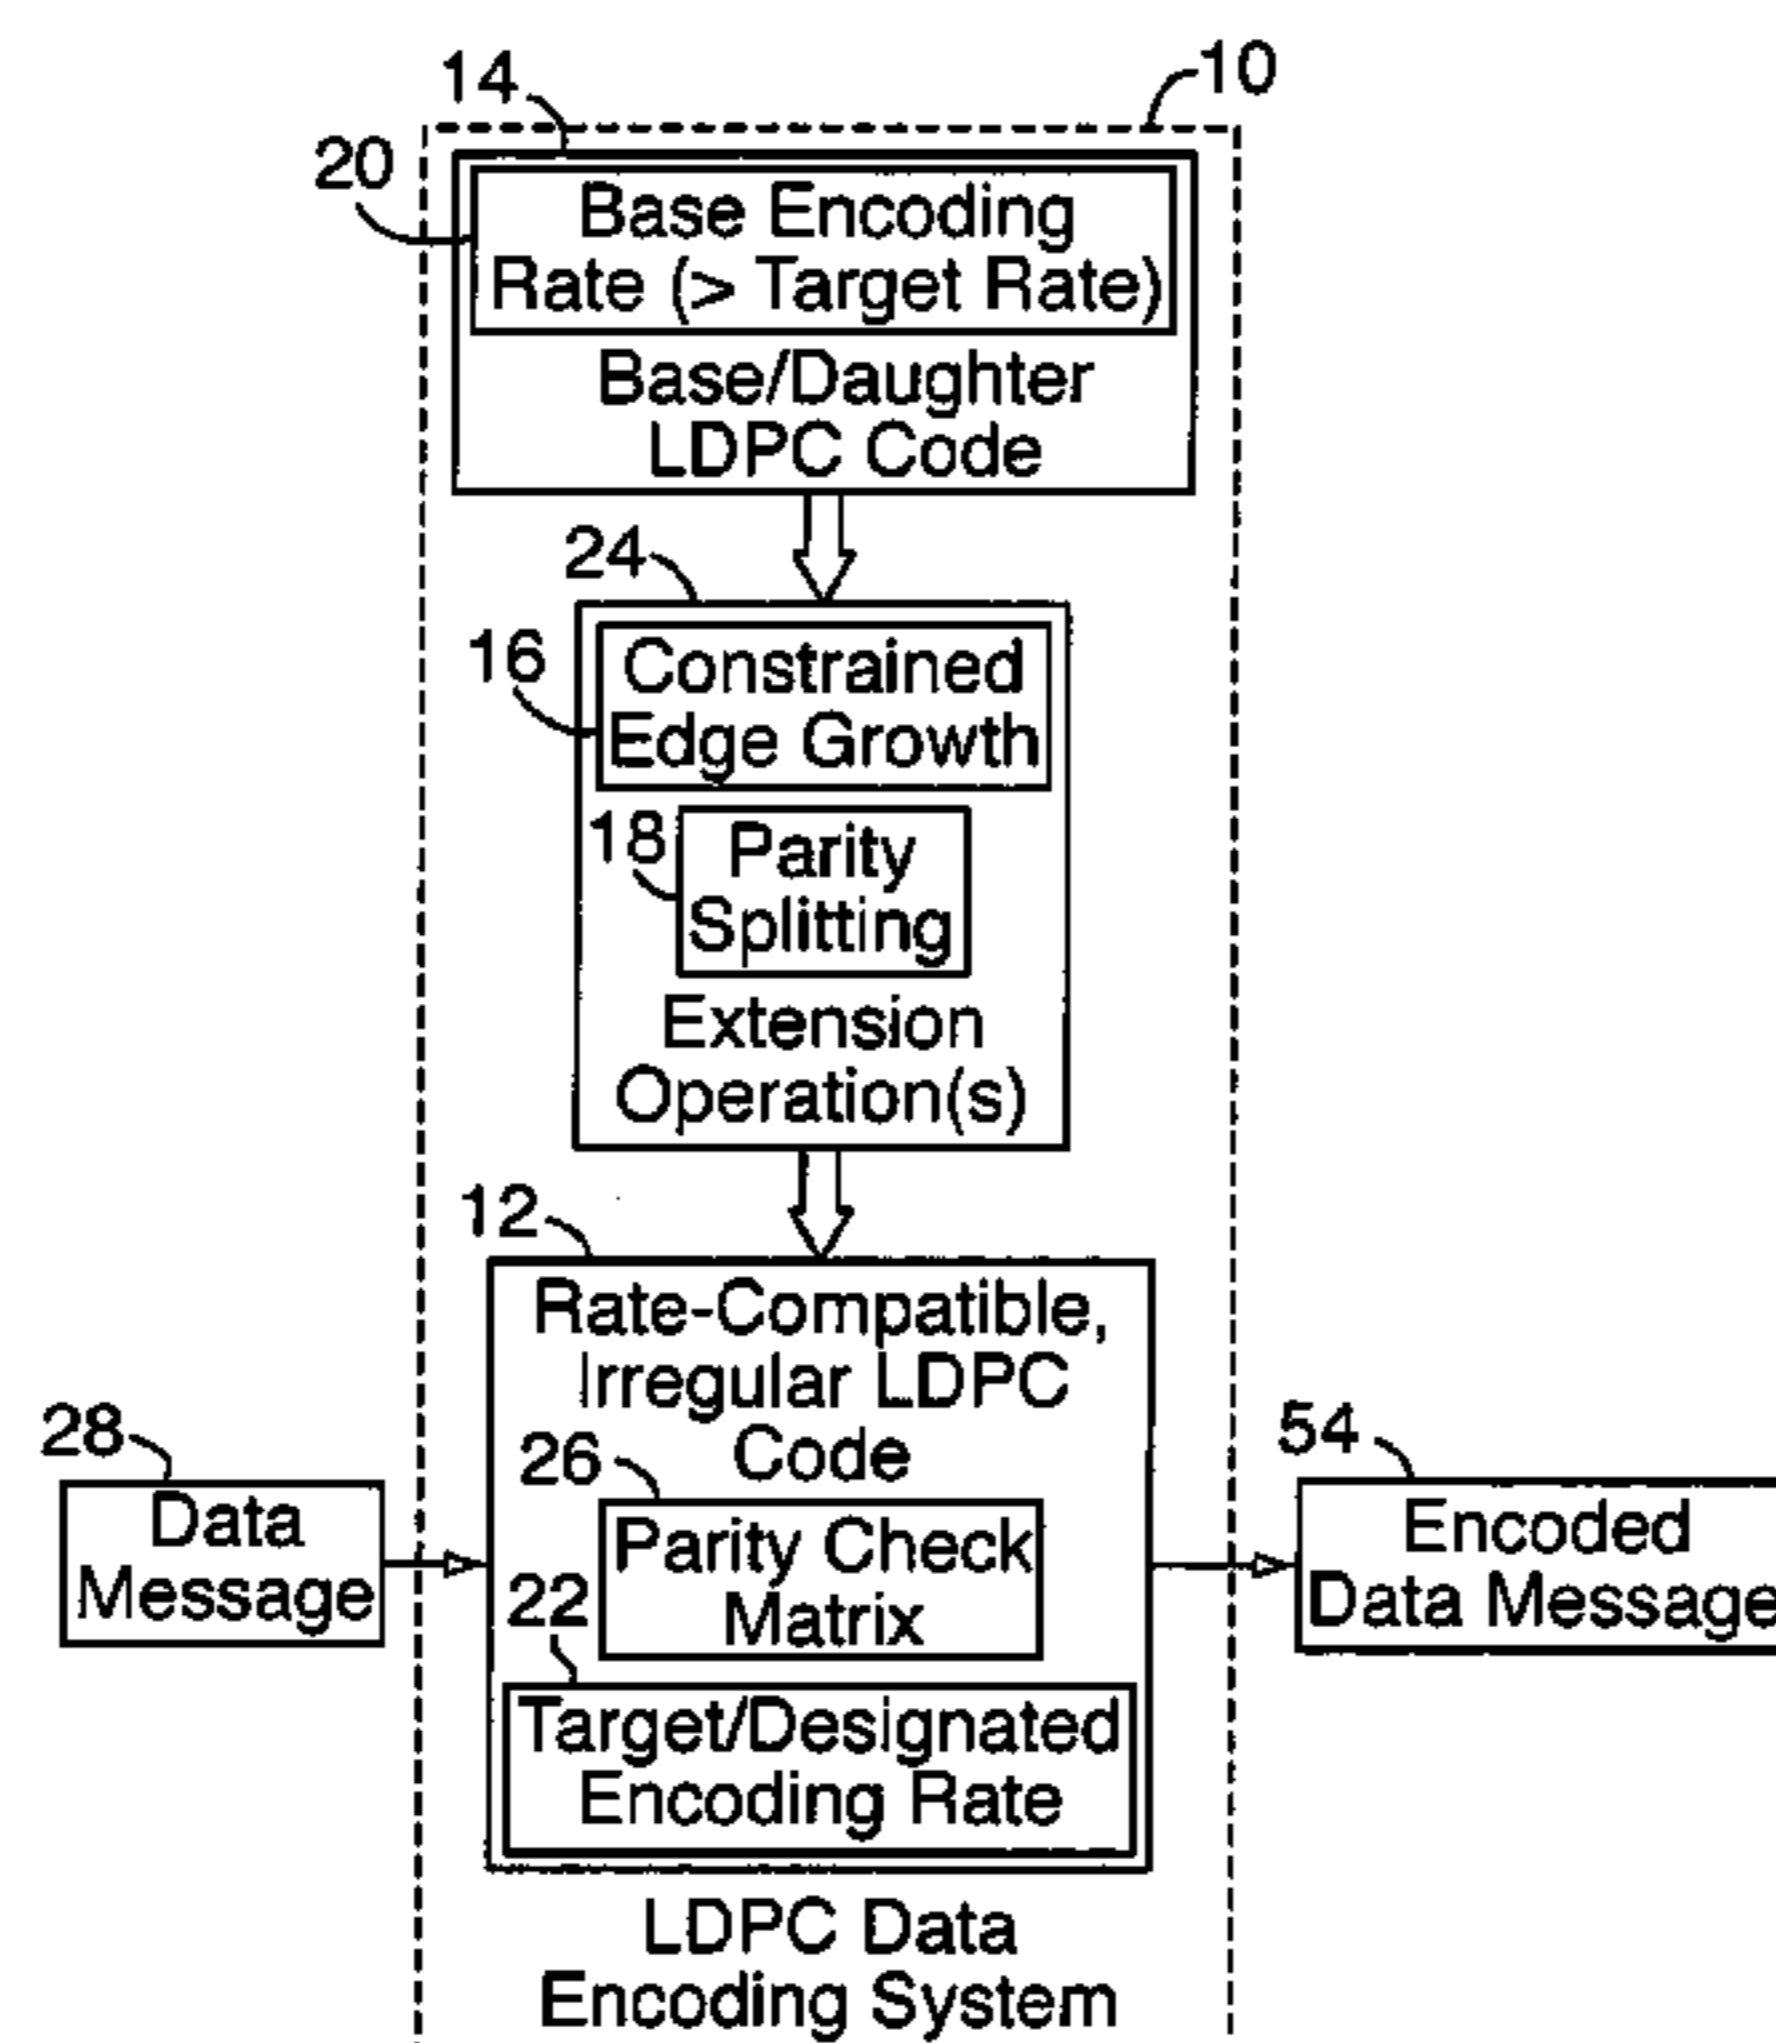 14
10
20
Base Encoding
Rate (> Target Rate)
Base/Daughter
LDPC Code
24
16
Constrained
Edge Growth
18
Parity
Splitting
Extension
Operation(s)
12
Rate-Compatible,
Irregular LDPC
Code
28
Data
Message
26
Parity Check
Matrix
22
Target/Designated
Encoding Rate
54
Encoded
Data Message
LDPC Data
Encoding System